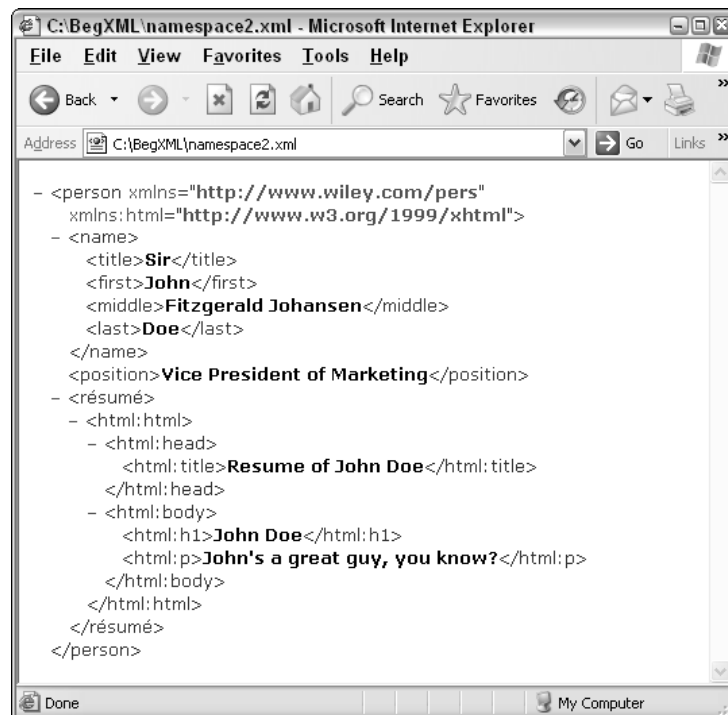 C:\BegXML\namespace2.xml - Microsoft Internet Explorer
File Edit View Favorites Tools Help
Back Search Favorites »
Address C:\BegXML\namespace2.xml Go Links »
- <person xmlns="http://www.wiley.com/pers"
xmlns:html="http://www.w3.org/1999/xhtml">
- <name>
<title>Sir</title>
<first>John</first>
<middle>Fitzgerald Johansen</middle>
<last>Doe</last>
</name>
<position>Vice President of Marketing</position>
- <résumé>
- <html:html>
- <html:head>
<html:title>Resume of John Doe</html:title>
</html:head>
- <html:body>
<html:h1>John Doe</html:h1>
<html:p>John's a great guy, you know?</html:p>
</html:body>
</html:html>
</résumé>
</person>
Done My Computer